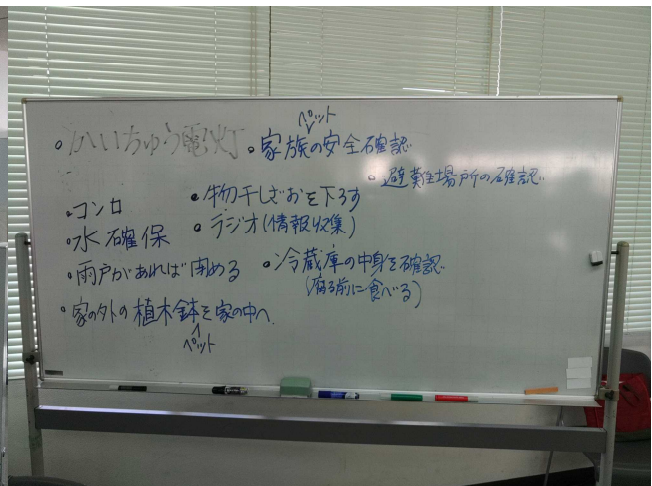 ・かいちゅう電灯
ペット
・家族の安全確認
・避難場所の確認
・コンロ
・物干しざおを下ろす
・水確保
・ラジオ(情報収集)
・雨戸があれば閉める
・冷蔵庫の中身を確認
(腐る前に食べる)
・家の外の植木鉢を家の中へ
ペット